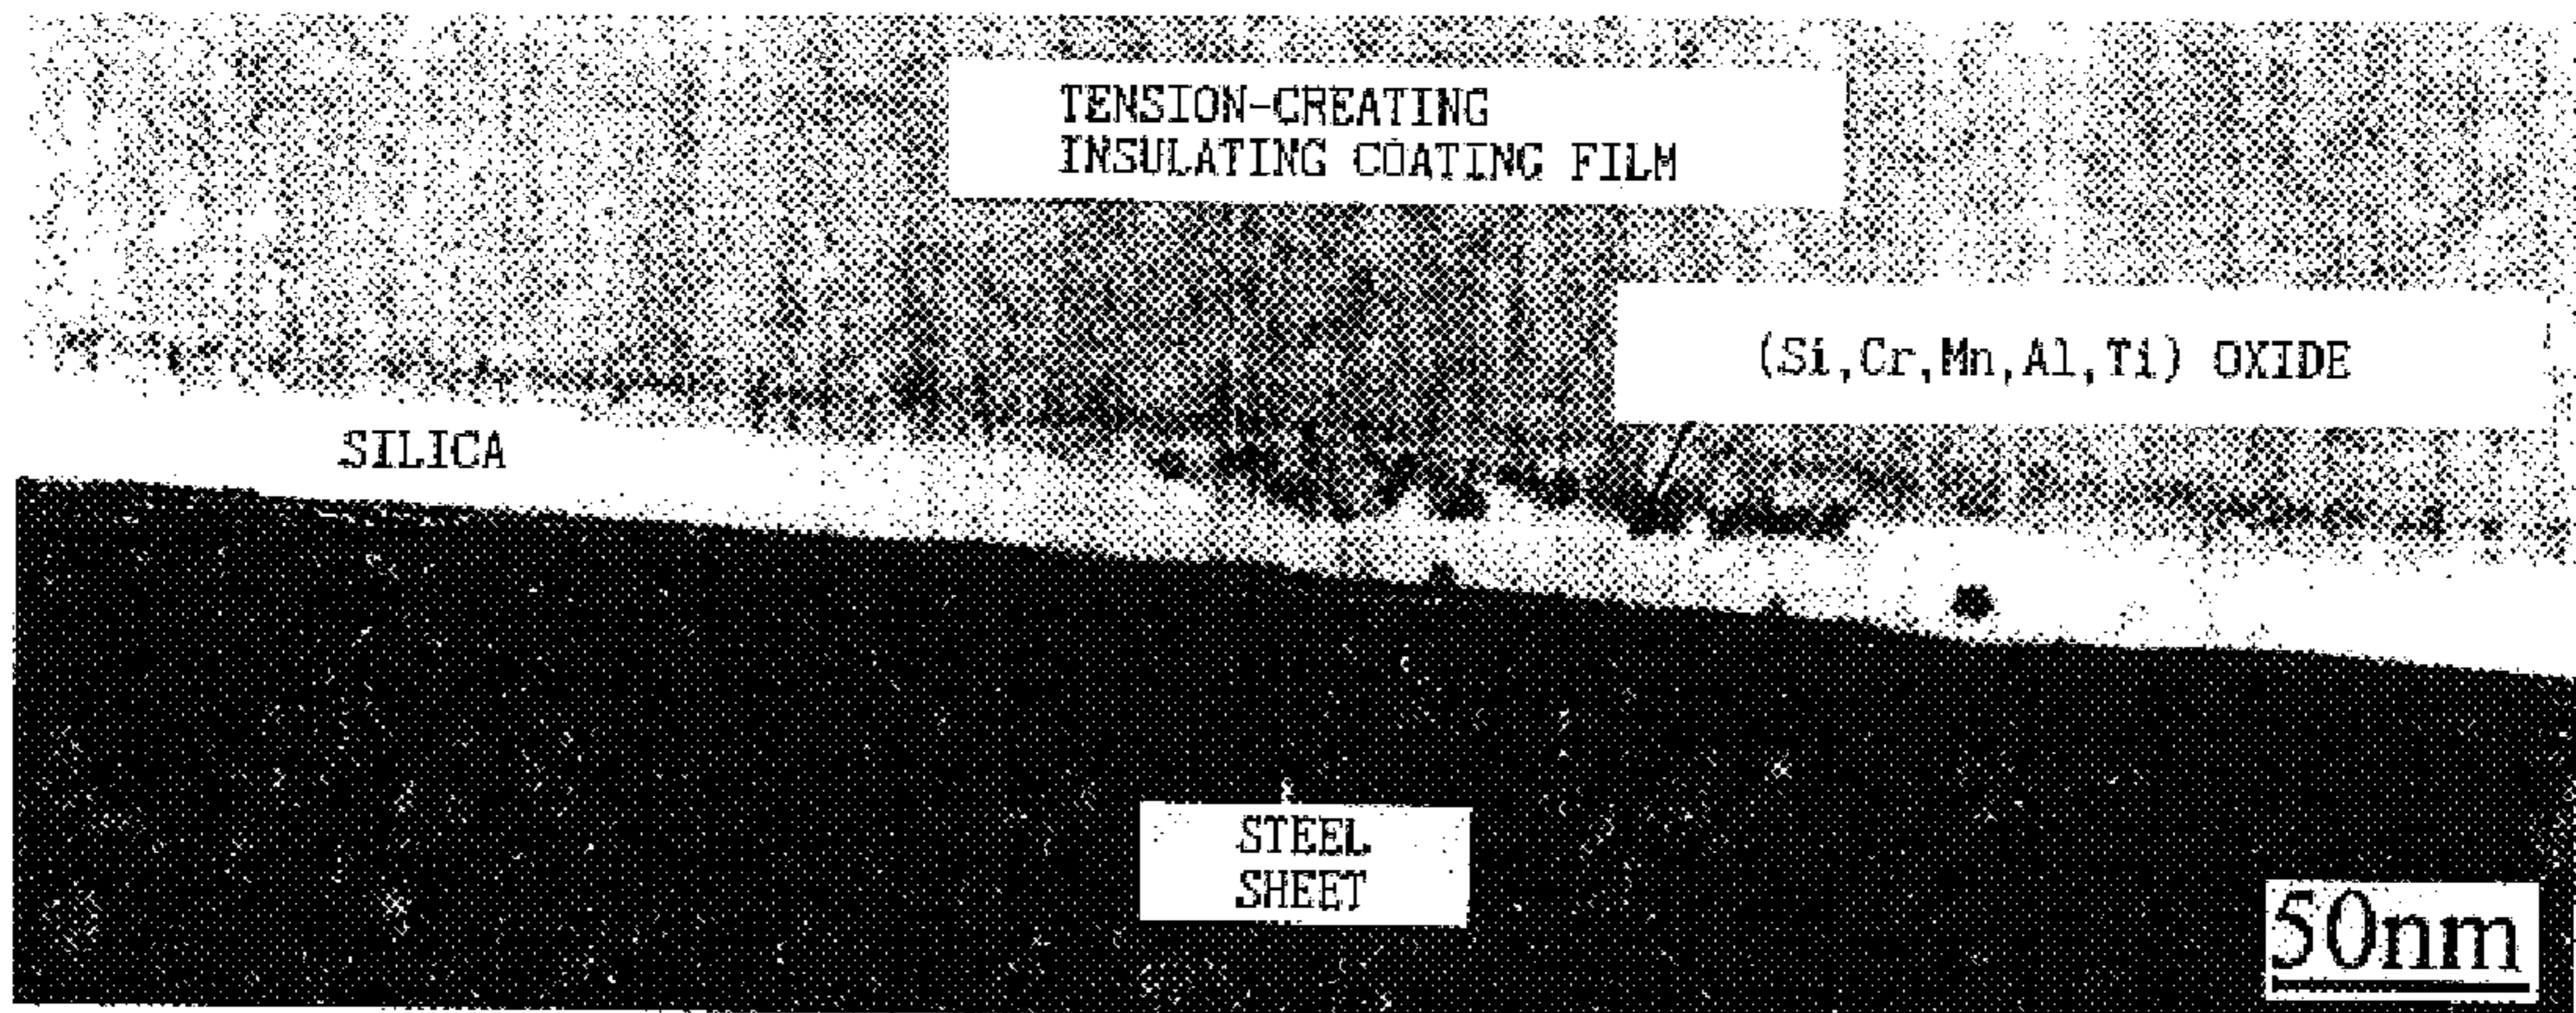 TENSION-CREATING
INSULATING COATING FILM
(Si,Cr,Mn,Al,Ti) OXIDE
SILICA
STEEL
SHEET
50nm